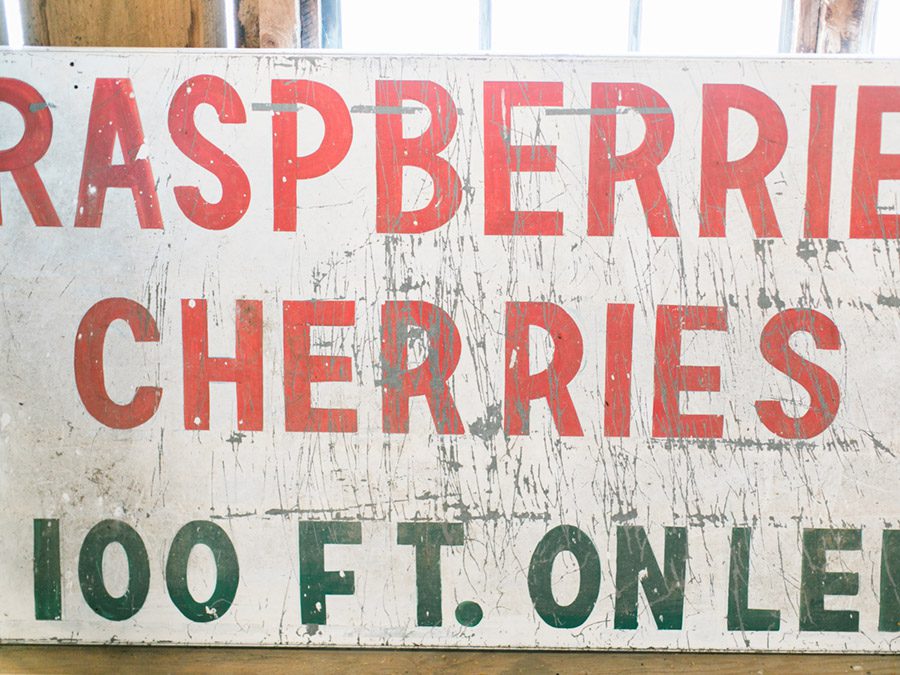 RASPBERRIE
CHERRIES
100 FT. ON LE